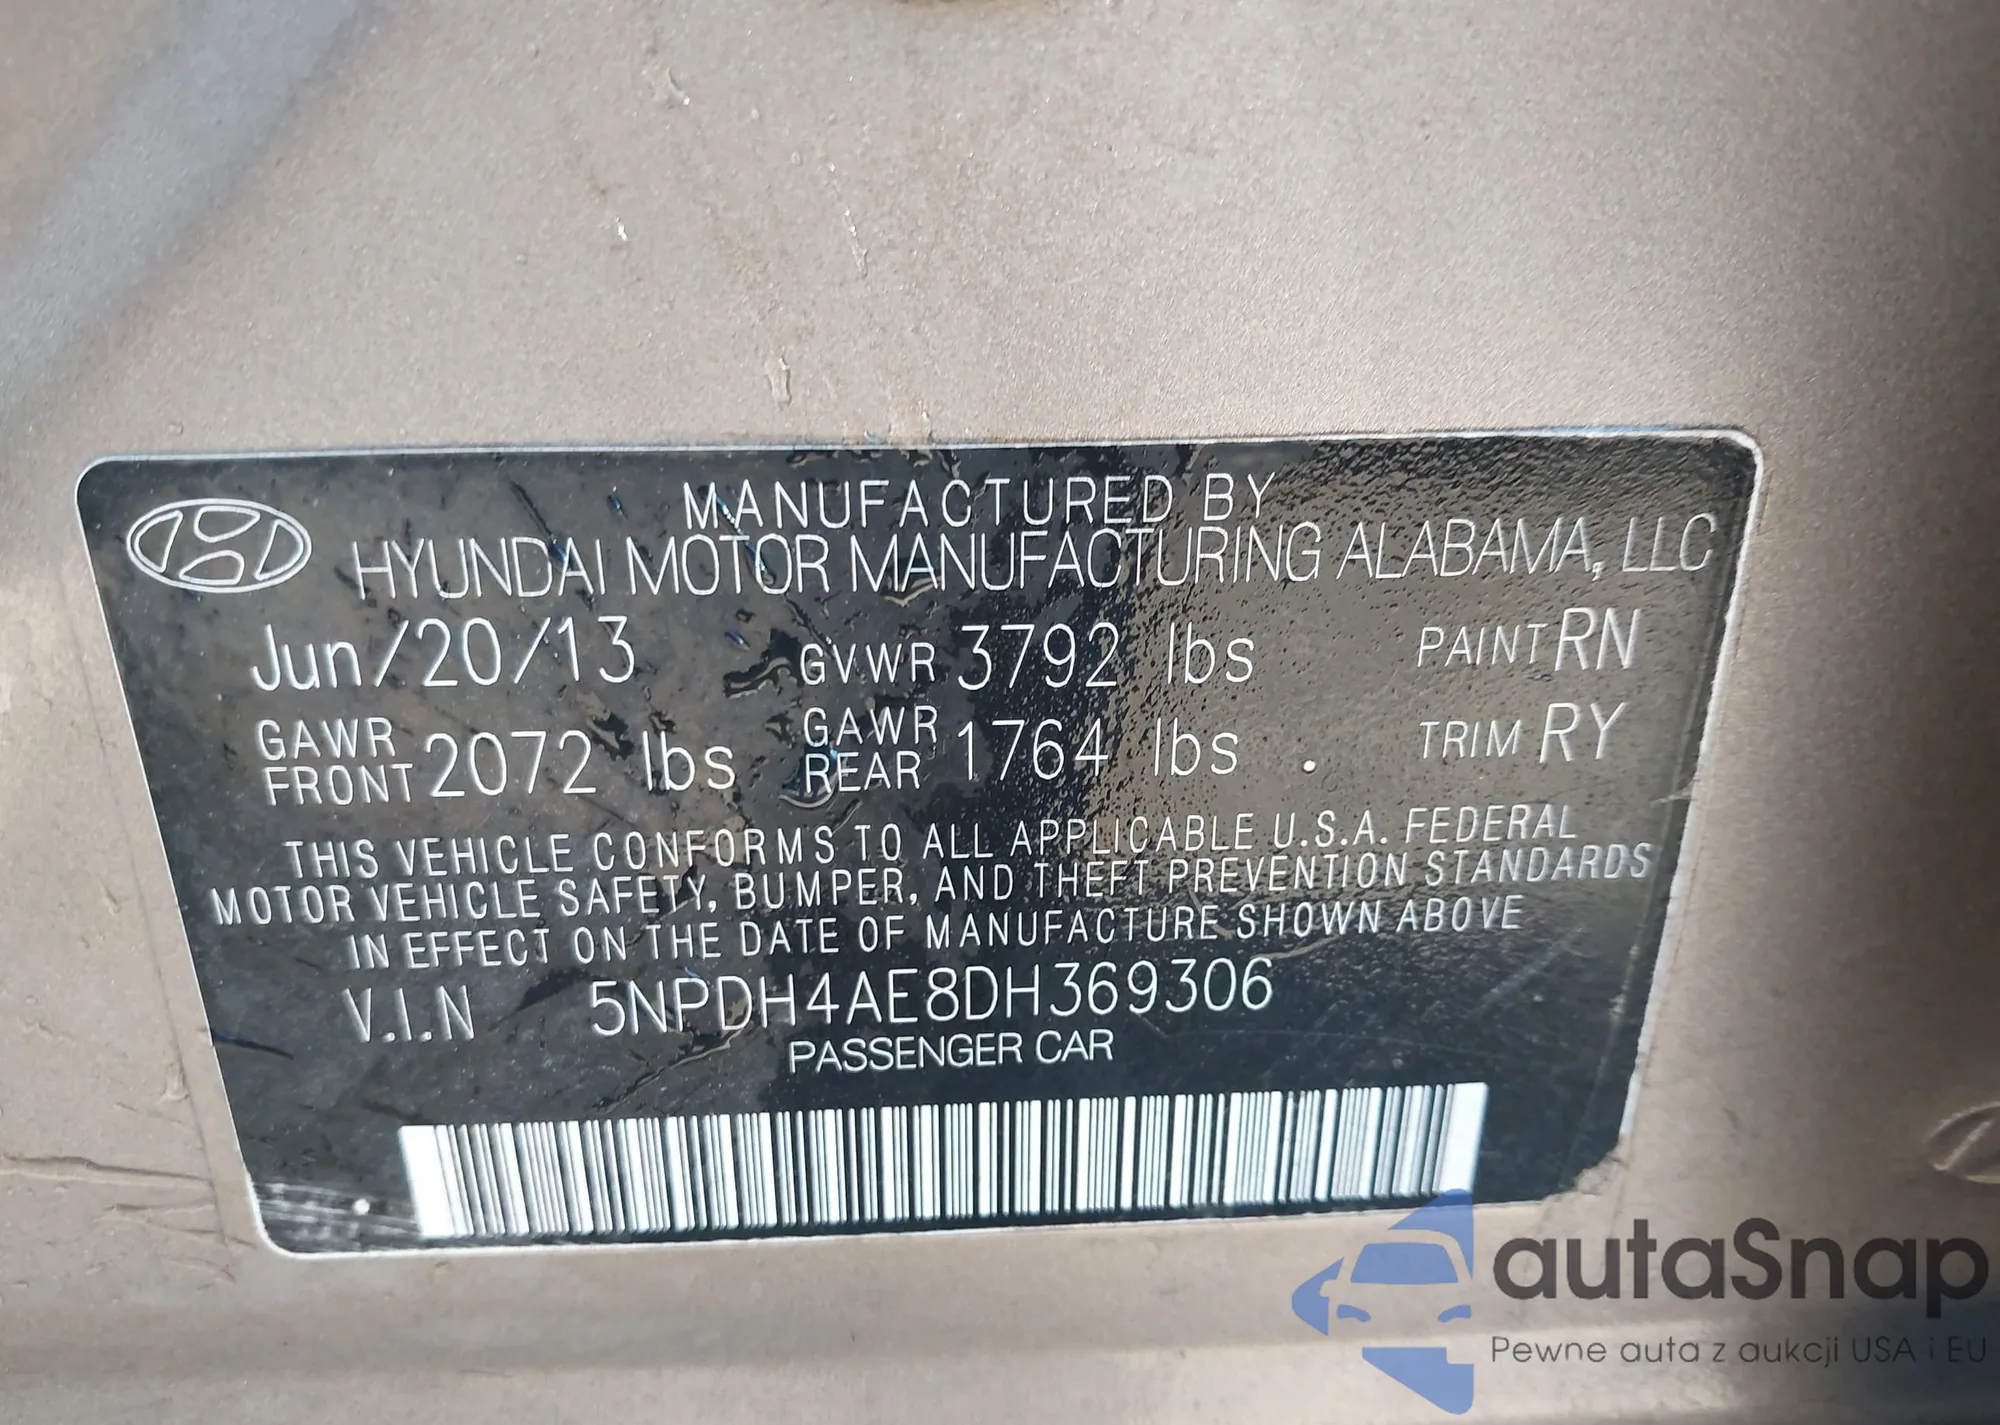 MANUFACTURED BY
HYUNDAI MOTOR MANUFACTURING ALABAMA, LLC
Jun/20/13 GVWR 3792 lbs PAINT RN
GAWR FRONT 2072 lbs GAWR REAR 1764 lbs . TRIM RY
THIS VEHICLE CONFORMS TO ALL APPLICABLE U.S.A. FEDERAL
MOTOR VEHICLE SAFETY, BUMPER, AND THEFT PREVENTION STANDARDS
IN EFFECT ON THE DATE OF MANUFACTURE SHOWN ABOVE
V.I.N 5NPDH4AE8DH369306
PASSENGER CAR
autaSnap
Pewne auta z aukcji USA i EU